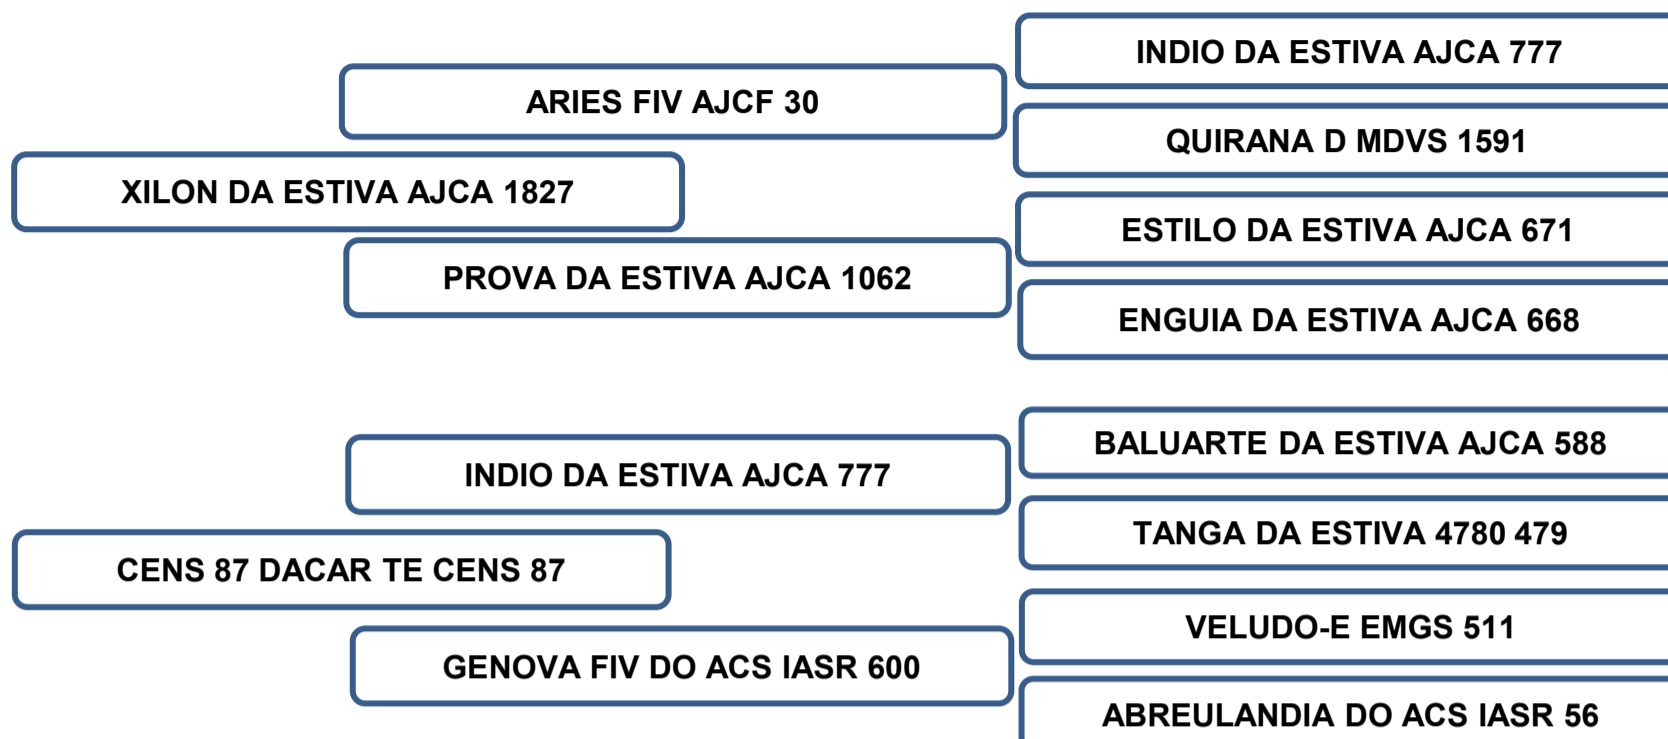 INDIO DA ESTIVA AJCA 777
ARIES FIV AJCF 30
QUIRANA D MDVS 1591
XILON DA ESTIVA AJCA 1827
ESTILO DA ESTIVA AJCA 671
PROVA DA ESTIVA AJCA 1062
ENGUIA DA ESTIVA AJCA 668
BALUARTE DA ESTIVA AJCA 588
INDIO DA ESTIVA AJCA 777
TANGA DA ESTIVA 4780 479
CENS 87 DACAR TE CENS 87
VELUDO-E EMGS 511
GENOVA FIV DO ACS IASR 600
ABREULANDIA DO ACS IASR 56